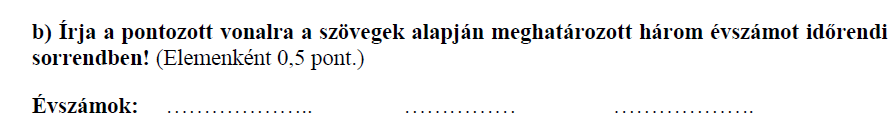 b) Írja a pontozott vonalra a szövegek alapján meghatározott három évszámot időrendi
sorrendben! (Elemenként 0,5 pont.)
Évszámok: ……………….. …………… ……………….